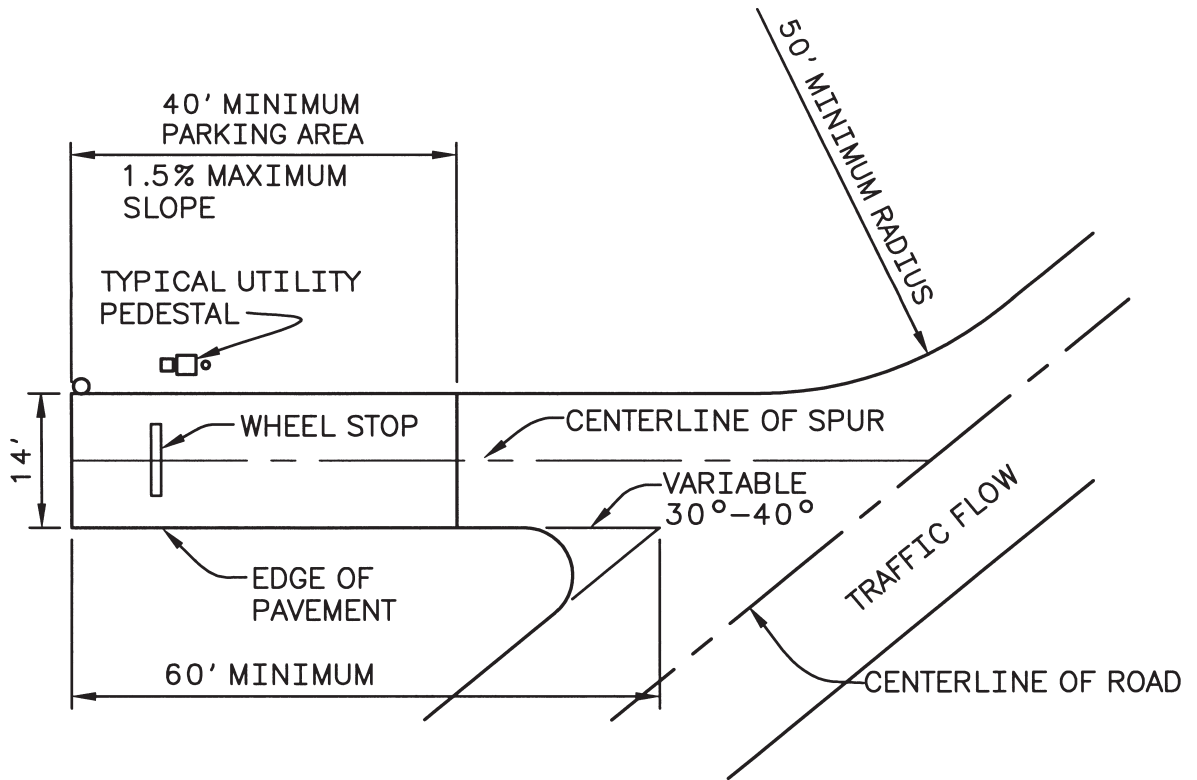 50' MINIMUM RADIUS
40' MINIMUM
PARKING AREA
1.5% MAXIMUM
SLOPE
TYPICAL UTILITY
PEDESTAL
14'
WHEEL STOP
CENTERLINE OF SPUR
VARIABLE
30°-40°
TRAFFIC FLOW
EDGE OF
PAVEMENT
60' MINIMUM
CENTERLINE OF ROAD